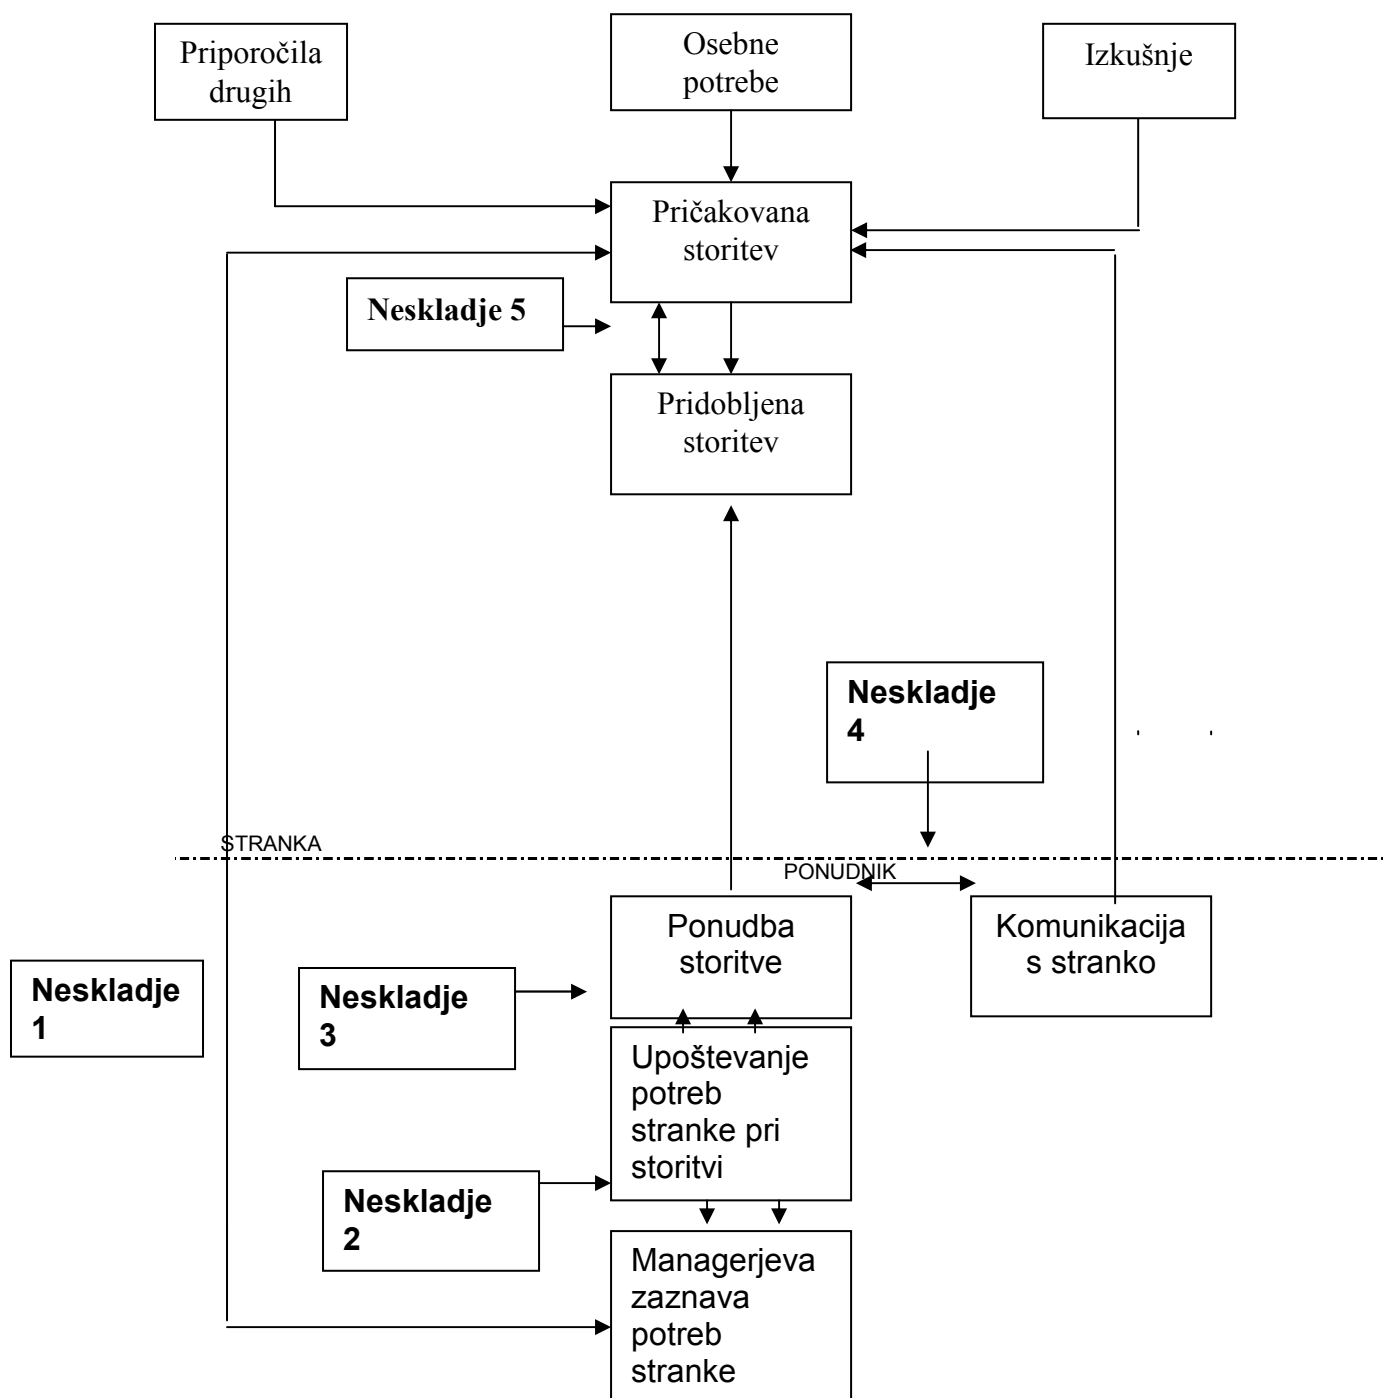 Priporočila
drugih
Osebne
potrebe
Izkušnje
Pričakovana
storitev
Neskladje 5
Pridobljena
storitev
Neskladje
4
STRANKA
PONUDNIK
Ponudba
storitve
Komunikacija
s stranko
Neskladje
1
Neskladje
3
Upoštevanje
potreb
stranke pri
storitvi
Neskladje
2
Managerjeva
zaznava
potreb
stranke